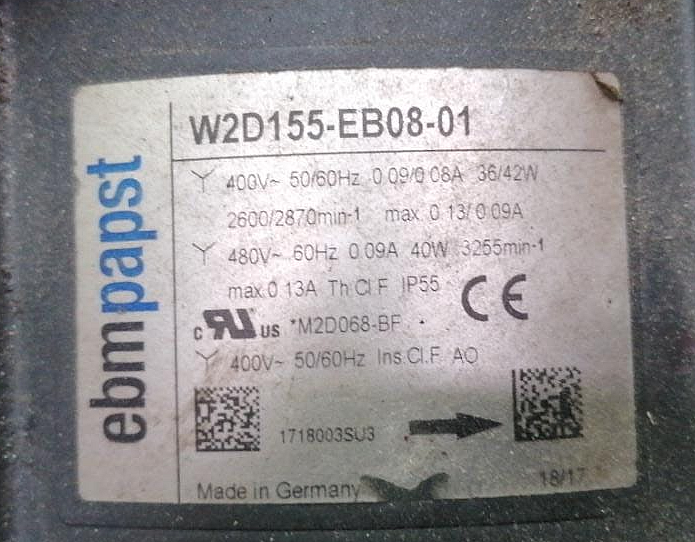 ebmpapst
W2D155-EB08-01
Y 400V~ 50/60Hz 0.09/0.08A 36/42W
2600/2870min-1 max 0.13/0.09A
Y 480V~ 60Hz 0.09A 40W 3255min-1
max.0.13A Th.Cl.F IP55 CE
c RU us *M2D068-BF
Y 400V~ 50/60Hz Ins.Cl.F AO
1718003SU3
Made in Germany 18/17